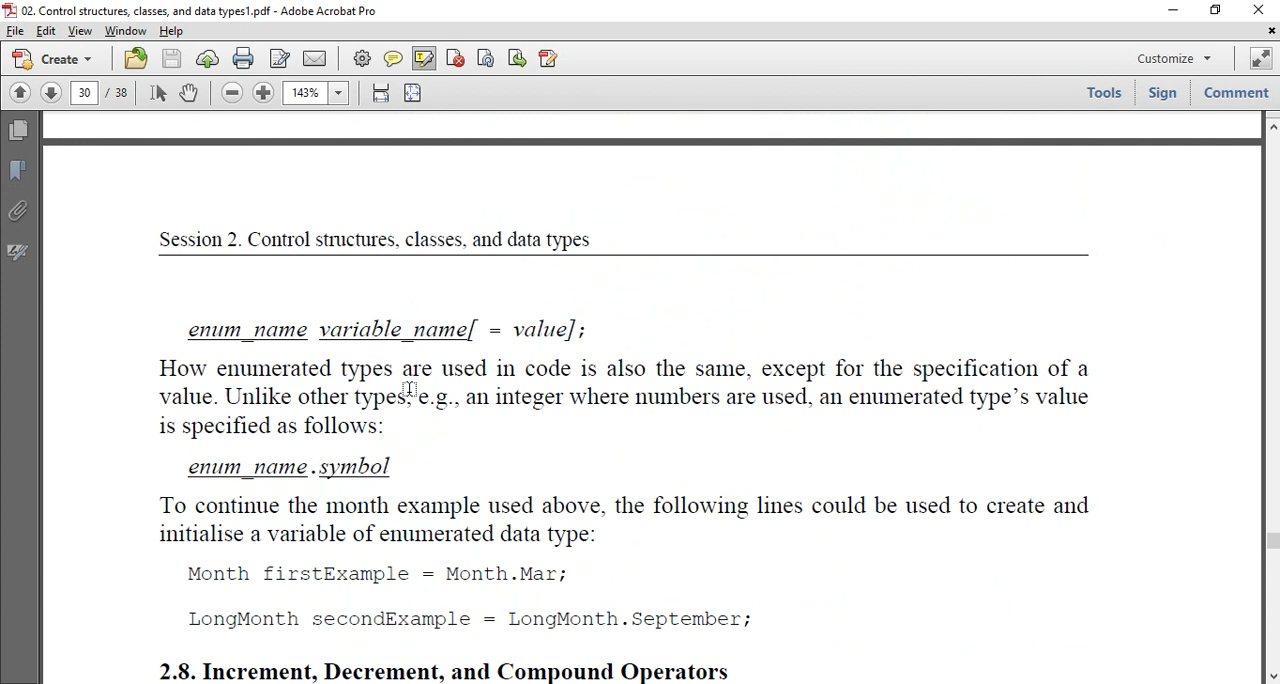 02. Control structures, classes, and data types1.pdf - Adobe Acrobat Pro
File Edit View Window Help
Create Customize
30 / 38 143% Tools Sign Comment
Session 2. Control structures, classes, and data types
enum_name variable_name[ = value];
How enumerated types are used in code is also the same, except for the specification of a
value. Unlike other types, e.g., an integer where numbers are used, an enumerated type’s value
is specified as follows:
enum_name.symbol
To continue the month example used above, the following lines could be used to create and
initialise a variable of enumerated data type:
Month firstExample = Month.Mar;
LongMonth secondExample = LongMonth.September;
2.8. Increment, Decrement, and Compound Operators